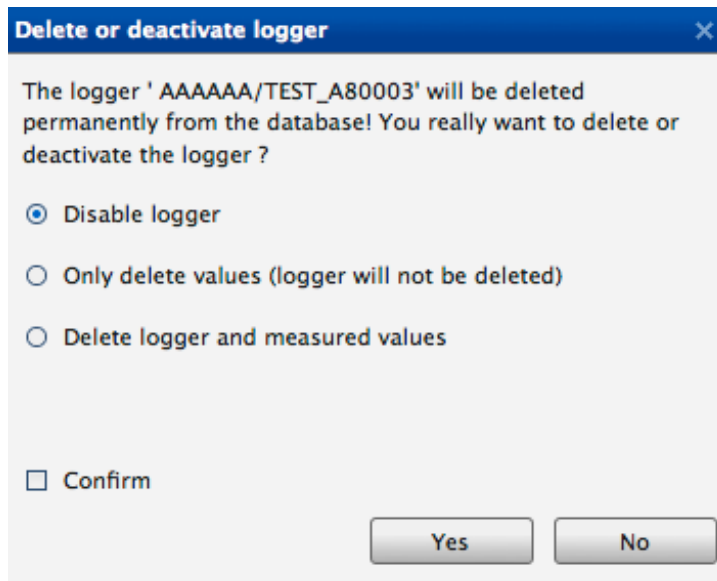 Delete or deactivate logger
The logger ' AAAAAA/TEST_A80003' will be deleted
permanently from the database! You really want to delete or
deactivate the logger ?
Disable logger
Only delete values (logger will not be deleted)
Delete logger and measured values
Confirm
Yes
No